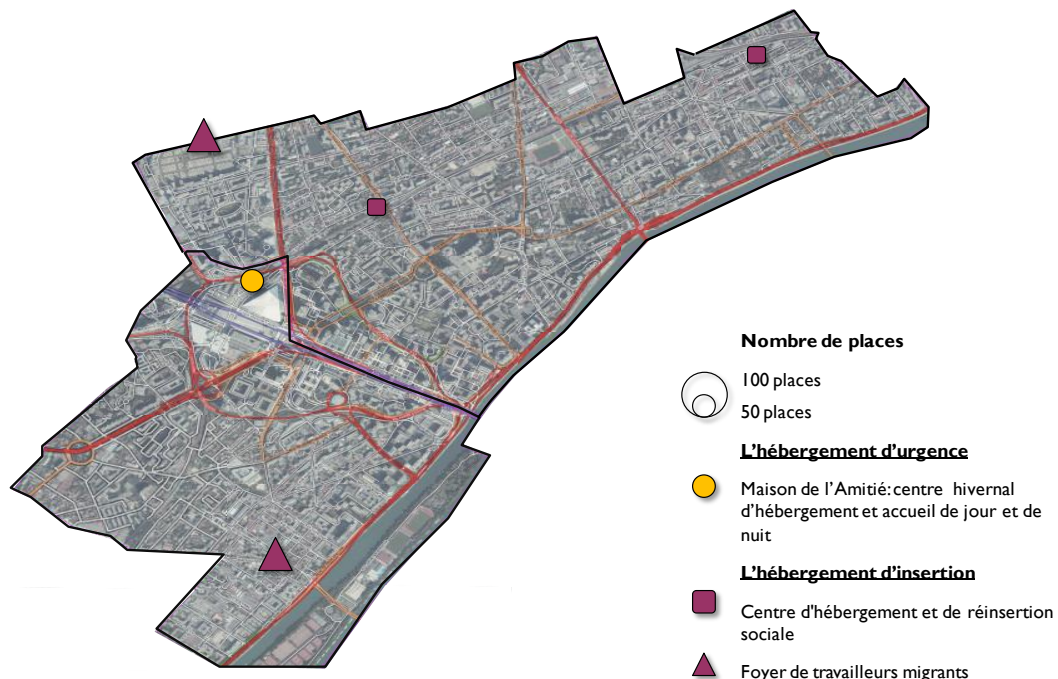 Nombre de places
100 places
50 places
L'hébergement d'urgence
Maison de l'Amitié: centre hivernal
d'hébergement et accueil de jour et de
nuit
L'hébergement d'insertion
Centre d'hébergement et de réinsertion
sociale
Foyer de travailleurs migrants